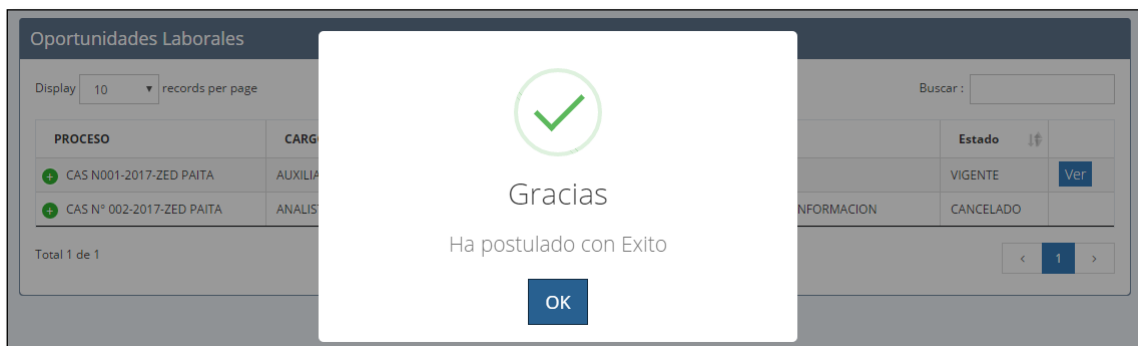 Oportunidades Laborales
Display 10 records per page
Buscar :
PROCESO CARG Estado
CAS N001-2017-ZED PAITA AUXILIA VIGENTE Ver
CAS N° 002-2017-ZED PAITA ANALIS NFORMACION CANCELADO
Total 1 de 1
< 1 >
Gracias
Ha postulado con Exito
OK